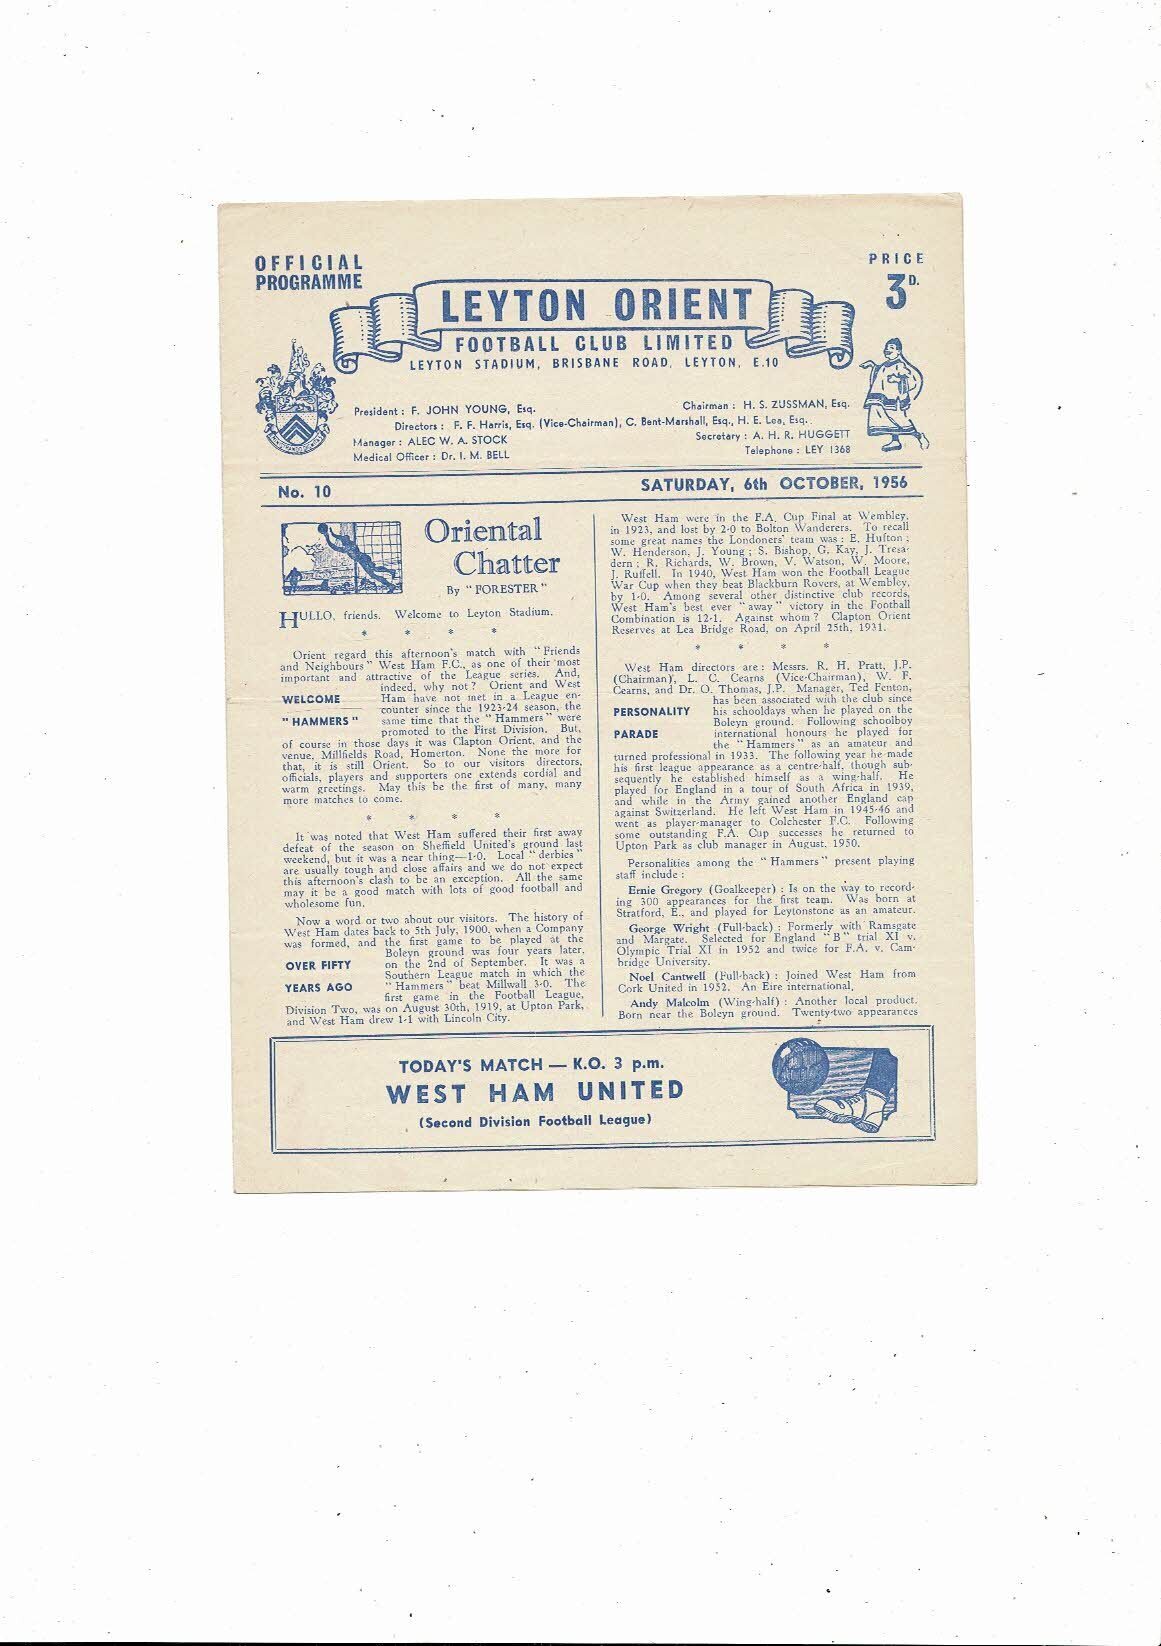 OFFICIAL
PROGRAMME
PRICE
3D.
LEYTON ORIENT
FOOTBALL CLUB LIMITED
LEYTON STADIUM, BRISBANE ROAD, LEYTON, E.10
President : F. JOHN YOUNG, Esq.
Chairman : H. S. ZUSSMAN, Esq.
Directors : F. F. Harris, Esq. (Vice-Chairman), C. Bent-Marshall, Esq., H. E. Lea, Esq.
Manager : ALEC W. A. STOCK
Secretary : A. H. R. HUGGETT
Medical Officer : Dr. I. M. BELL
Telephone : LEY 1368
No. 10
SATURDAY, 6th OCTOBER, 1956
Oriental
Chatter
By "FORESTER"
HULLO, friends. Welcome to Leyton Stadium.
* * * *
Orient regard this afternoon's match with "Friends
and Neighbours" West Ham F.C., as one of their most
important and attractive of the League series. And,
indeed, why not? Orient and West
WELCOME Ham have not met in a League en-
counter since the 1923-24 season, the
"HAMMERS" same time that the "Hammers" were
promoted to the First Division. But,
of course in those days it was Clapton Orient, and the
venue, Millfields Road, Homerton. None the more for
that, it is still Orient. So to our visitors directors,
officials, players and supporters one extends cordial and
warm greetings. May this be the first of many, many
more matches to come.
* * * *
It was noted that West Ham suffered their first away
defeat of the season on Sheffield United's ground last
weekend, but it was a near thing—1-0. Local "derbies"
are usually tough and close affairs and we do not expect
this afternoon's clash to be an exception. All the same
may it be a good match with lots of good football and
wholesome fun.
Now a word or two about our visitors. The history of
West Ham dates back to 5th July, 1900, when a Company
was formed, and the first game to be played at the
Boleyn ground was four years later,
OVER FIFTY on the 2nd of September. It was a
Southern League match in which the
YEARS AGO "Hammers" beat Millwall 3-0. The
first game in the Football League,
Division Two, was on August 30th, 1919, at Upton Park,
and West Ham drew 1-1 with Lincoln City.
West Ham were in the F.A. Cup Final at Wembley,
in 1923, and lost by 2-0 to Bolton Wanderers. To recall
some great names the Londoners' team was : E. Hufton ;
W. Henderson, J. Young ; S. Bishop, G. Kay, J. Tresa-
dern ; R. Richards, W. Brown, V. Watson, W. Moore,
J. Ruffell. In 1940, West Ham won the Football League
War Cup when they beat Blackburn Rovers, at Wembley,
by 1-0. Among several other distinctive club records,
West Ham's best ever "away" victory in the Football
Combination is 12-1. Against whom? Clapton Orient
Reserves at Lea Bridge Road, on April 25th, 1931.
* * * *
West Ham directors are : Messrs. R. H. Pratt, J.P.
(Chairman), L. C. Cearns (Vice-Chairman), W. F.
Cearns, and Dr. O. Thomas, J.P. Manager, Ted Fenton,
has been associated with the club since
PERSONALITY his schooldays when he played on the
Boleyn ground. Following schoolboy
PARADE international honours he played for
the "Hammers" as an amateur and
turned professional in 1933. The following year he made
his first league appearance as a centre-half, though sub-
sequently he established himself as a wing-half. He
played for England in a tour of South Africa in 1939,
and while in the Army gained another England cap
against Switzerland. He left West Ham in 1945-46 and
went as player-manager to Colchester F.C. Following
some outstanding F.A. Cup successes he returned to
Upton Park as club manager in August, 1950.
Personalities among the "Hammers" present playing
staff include :
Ernie Gregory (Goalkeeper) : Is on the way to record-
ing 300 appearances for the first team. Was born at
Stratford, E., and played for Leytonstone as an amateur.
George Wright (Full-back) : Formerly with Ramsgate
and Margate. Selected for England "B" trial XI v.
Olympic Trial XI in 1952 and twice for F.A. v. Cam-
bridge University.
Noel Cantwell (Full-back) : Joined West Ham from
Cork United in 1952. An Eire international,
Andy Malcolm (Wing-half) : Another local product.
Born near the Boleyn ground. Twenty-two appearances
TODAY'S MATCH — K.O. 3 p.m.
WEST HAM UNITED
(Second Division Football League)